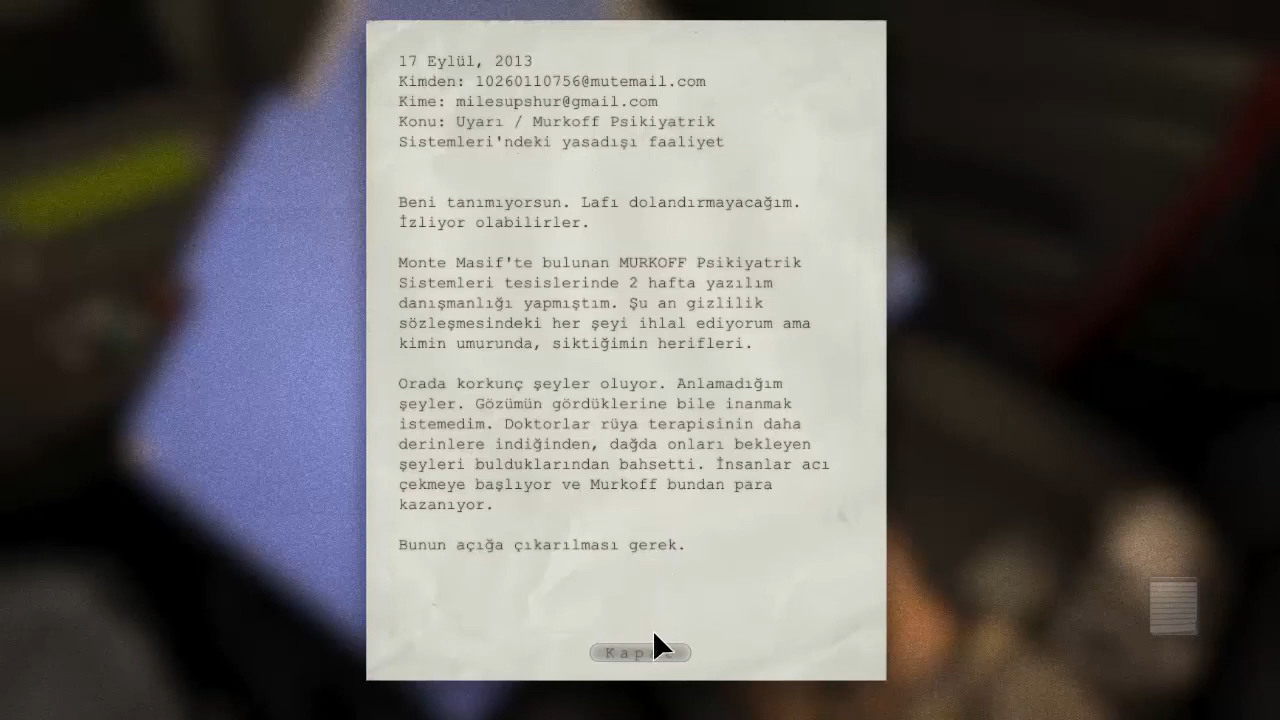 17 Eylül, 2013
Kimden: 10260110756@mutemail.com
Kime: milesupshur@gmail.com
Konu: Uyarı / Murkoff Psikiyatrik
Sistemleri'ndeki yasadışı faaliyet
Beni tanımıyorsun. Lafı dolandırmayacağım.
İzliyor olabilirler.
Monte Masif'te bulunan MURKOFF Psikiyatrik
Sistemleri tesislerinde 2 hafta yazılım
danışmanlığı yapmıştım. Şu an gizlilik
sözleşmesindeki her şeyi ihlal ediyorum ama
kimin umurunda, siktiğimin herifleri.
Orada korkunç şeyler oluyor. Anlamadığım
şeyler. Gözümün gördüklerine bile inanmak
istemedim. Doktorlar rüya terapisinin daha
derinlere indiğinden, dağda onları bekleyen
şeyleri bulduklarından bahsetti. İnsanlar acı
çekmeye başlıyor ve Murkoff bundan para
kazanıyor.
Bunun açığa çıkarılması gerek.